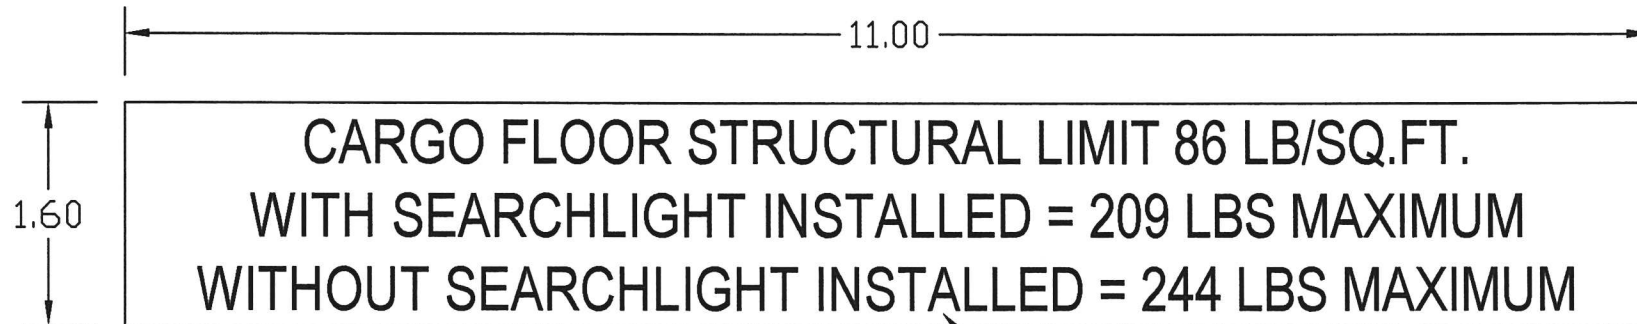 11.00
CARGO FLOOR STRUCTURAL LIMIT 86 LB/SQ.FT.
1.60
WITH SEARCHLIGHT INSTALLED = 209 LBS MAXIMUM
WITHOUT SEARCHLIGHT INSTALLED = 244 LBS MAXIMUM